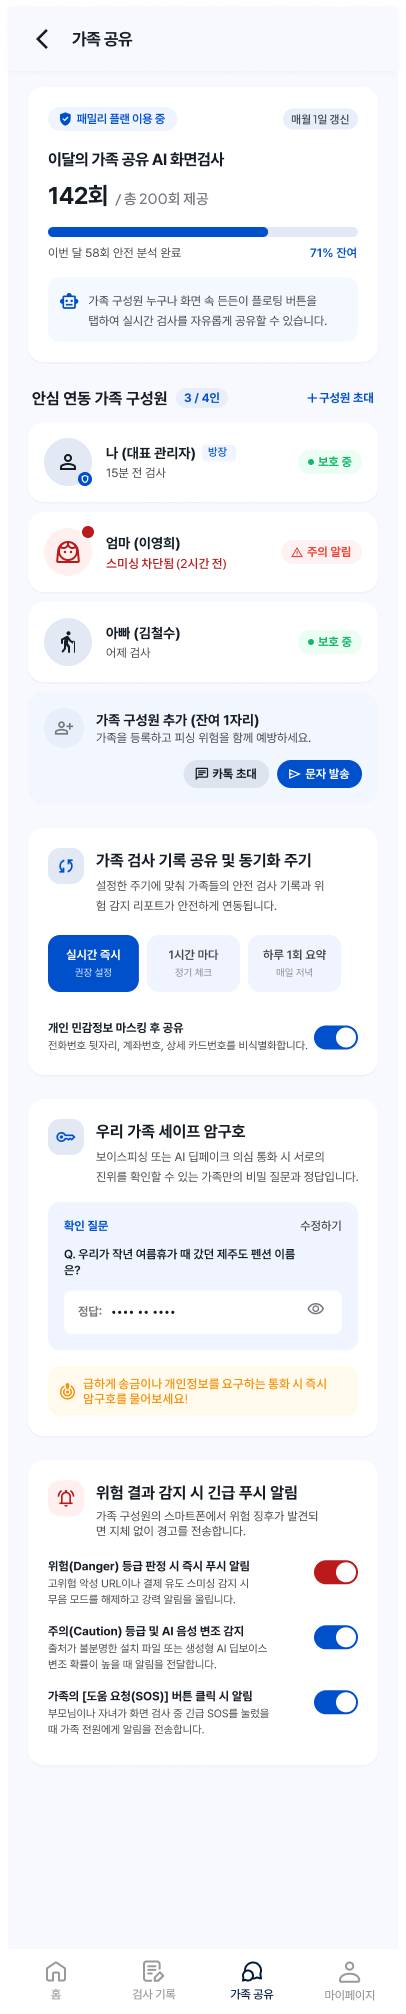 가족 공유
패밀리 플랜 이용 중
매월 1일 갱신
이달의 가족 공유 AI 화면검사
142회 / 총 200회 제공
이번 달 58회 안전 분석 완료
71% 잔여
가족 구성원 누구나 화면 속 든든이 플로팅 버튼을
탭하여 실시간 검사를 자유롭게 공유할 수 있습니다.
안심 연동 가족 구성원
3 / 4인
+구성원 초대
나 (대표 관리자)
방장
15분 전 검사
보호 중
엄마 (이영희)
스미싱 차단됨 (2시간 전)
주의 알림
아빠 (김철수)
어제 검사
보호 중
가족 구성원 추가 (잔여 1자리)
가족을 등록하고 피싱 위험을 함께 예방하세요.
카톡 초대
문자 발송
가족 검사 기록 공유 및 동기화 주기
설정한 주기에 맞춰 가족들의 안전 검사 기록과 위
험 감지 리포트가 안전하게 연동됩니다.
실시간 즉시
권장 설정
1시간 마다
정기 체크
하루 1회 요약
매일 저녁
개인 민감정보 마스킹 후 공유
전화번호 뒷자리, 계좌번호, 상세 카드번호를 비식별화합니다.
우리 가족 세이프 암구호
보이스피싱 또는 AI 딥페이크 의심 통화 시 서로의
진위를 확인할 수 있는 가족만의 비밀 질문과 정답입니다.
확인 질문
수정하기
Q. 우리가 작년 여름휴가 때 갔던 제주도 펜션 이름
은?
정답: •••• •• ••••
급하게 송금이나 개인정보를 요구하는 통화 시 즉시
암구호를 물어보세요!
위험 결과 감지 시 긴급 푸시 알림
가족 구성원의 스마트폰에서 위험 징후가 발견되
면 지체 없이 경고를 전송합니다.
위험(Danger) 등급 판정 시 즉시 푸시 알림
고위험 악성 URL이나 결제 유도 스미싱 감지 시
무음 모드를 해제하고 강력 알림을 울립니다.
주의(Caution) 등급 및 AI 음성 변조 감지
출처가 불분명한 설치 파일 또는 생성형 AI 딥보이스
변조 확률이 높을 때 알림을 전달합니다.
가족의 [도움 요청(SOS)] 버튼 클릭 시 알림
부모님이나 자녀가 화면 검사 중 긴급 SOS를 눌렀을
때 가족 전원에게 알림을 전송합니다.
홈
검사 기록
가족 공유
마이페이지